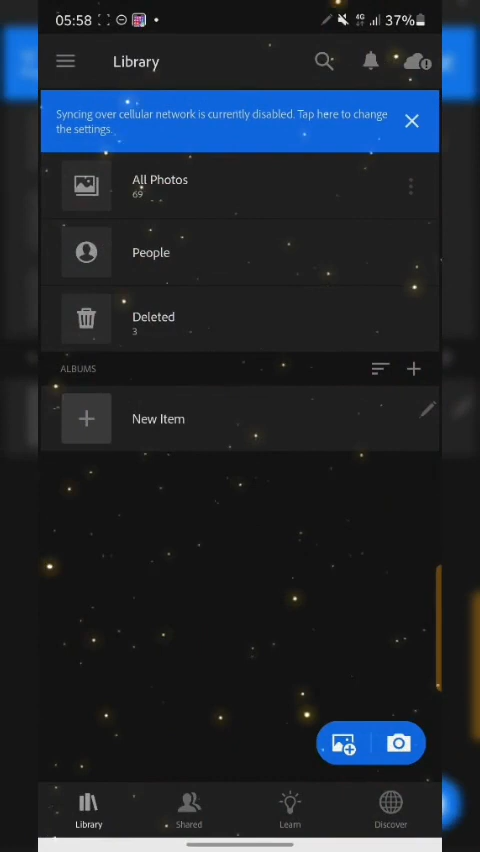 05:58
4G
37%
Library
Syncing over cellular network is currently disabled. Tap here to change
the settings.
All Photos
69
People
Deleted
3
ALBUMS
New Item
Library
Shared
Learn
Discover